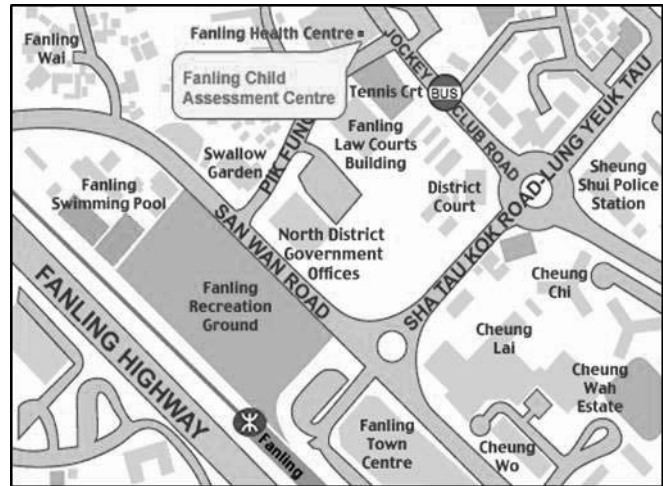 Fanling
Wai
Fanling Health Centre
Fanling Child
Assessment Centre
JOCKEY CLUB ROAD
BUS
Tennis Crt
Fanling
Law Courts
Building
Swallow
Garden
PIK FUNG
Fanling
Swimming Pool
SAN WAN ROAD
District
Court
SHA TAU KOK ROAD-LUNG YEUK TAU
Sheung
Shui Police
Station
North District
Government
Offices
FANLING HIGHWAY
Fanling
Recreation
Ground
Cheung
Chi
Cheung
Lai
Cheung
Wah
Estate
Fanling
Fanling
Town
Centre
Cheung
Wo